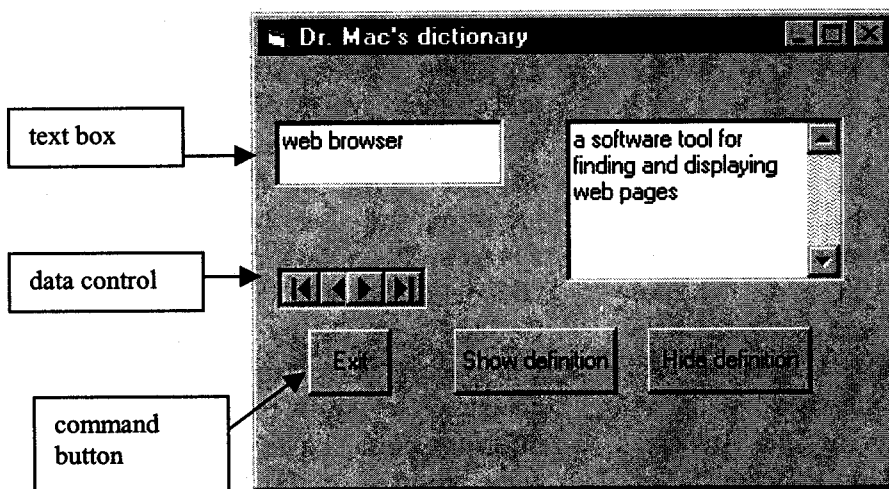 Dr. Mac's dictionary
text box
web browser
a software tool for
finding and displaying
web pages
data control
Exit
Show definition
Hide definition
command
button